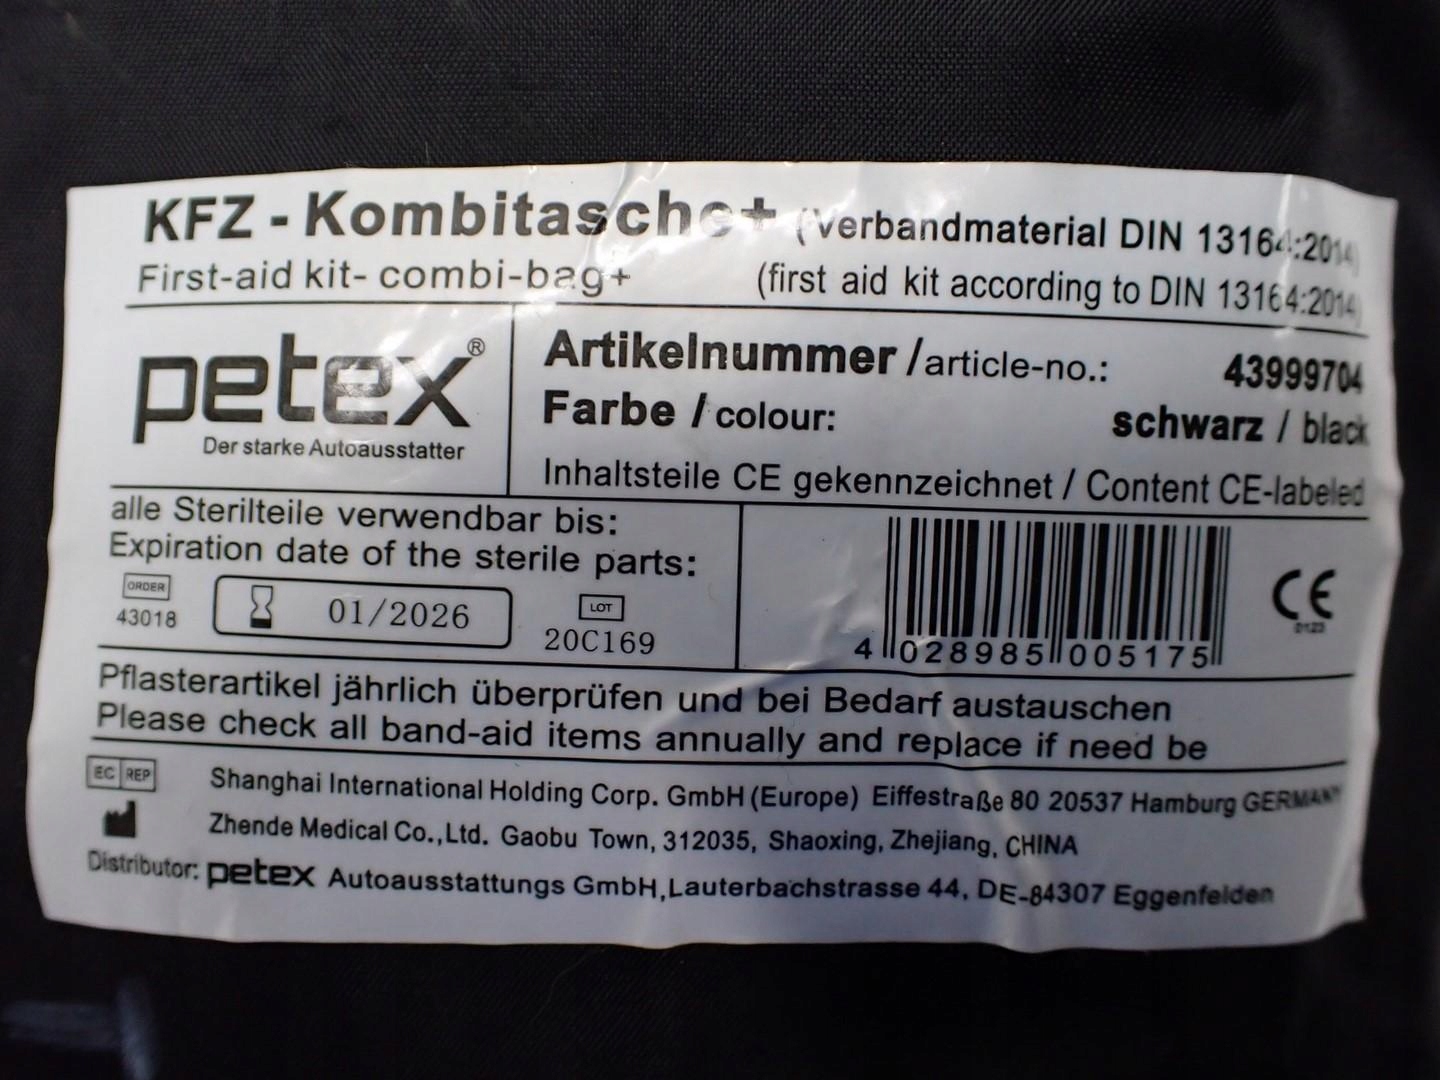 KFZ - Kombitasche+ (Verbandmaterial DIN 13164:2014)
First-aid kit- combi-bag+ (first aid kit according to DIN 13164:2014)
petex®
Der starke Autoausstatter
Artikelnummer / article-no.: 43999704
Farbe / colour: schwarz / black
Inhaltsteile CE gekennzeichnet / Content CE-labeled
alle Sterilteile verwendbar bis:
Expiration date of the sterile parts:
ORDER
43018
01/2026
LOT
20C169
4 028985 005175
CE
0123
Pflasterartikel jährlich überprüfen und bei Bedarf austauschen
Please check all band-aid items annually and replace if need be
EC REP
Shanghai International Holding Corp. GmbH (Europe) Eiffestraße 80 20537 Hamburg GERMANY
Zhende Medical Co.,Ltd. Gaobu Town, 312035, Shaoxing, Zhejiang, CHINA
Distributor: petex Autoausstattungs GmbH, Lauterbachstrasse 44, DE-84307 Eggenfelden